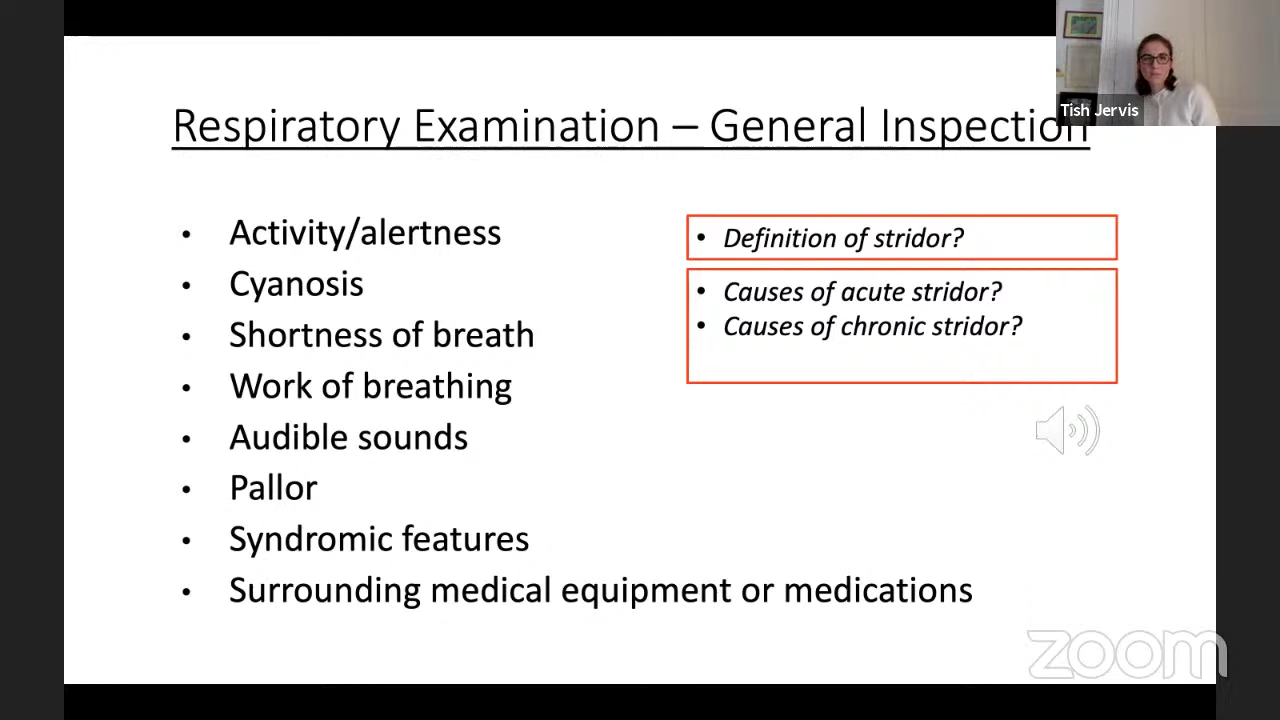 Tish Jervis
Respiratory Examination – General Inspection
• Activity/alertness
• Cyanosis
• Shortness of breath
• Work of breathing
• Audible sounds
• Pallor
• Syndromic features
• Surrounding medical equipment or medications
• Definition of stridor?
• Causes of acute stridor?
• Causes of chronic stridor?
zoom